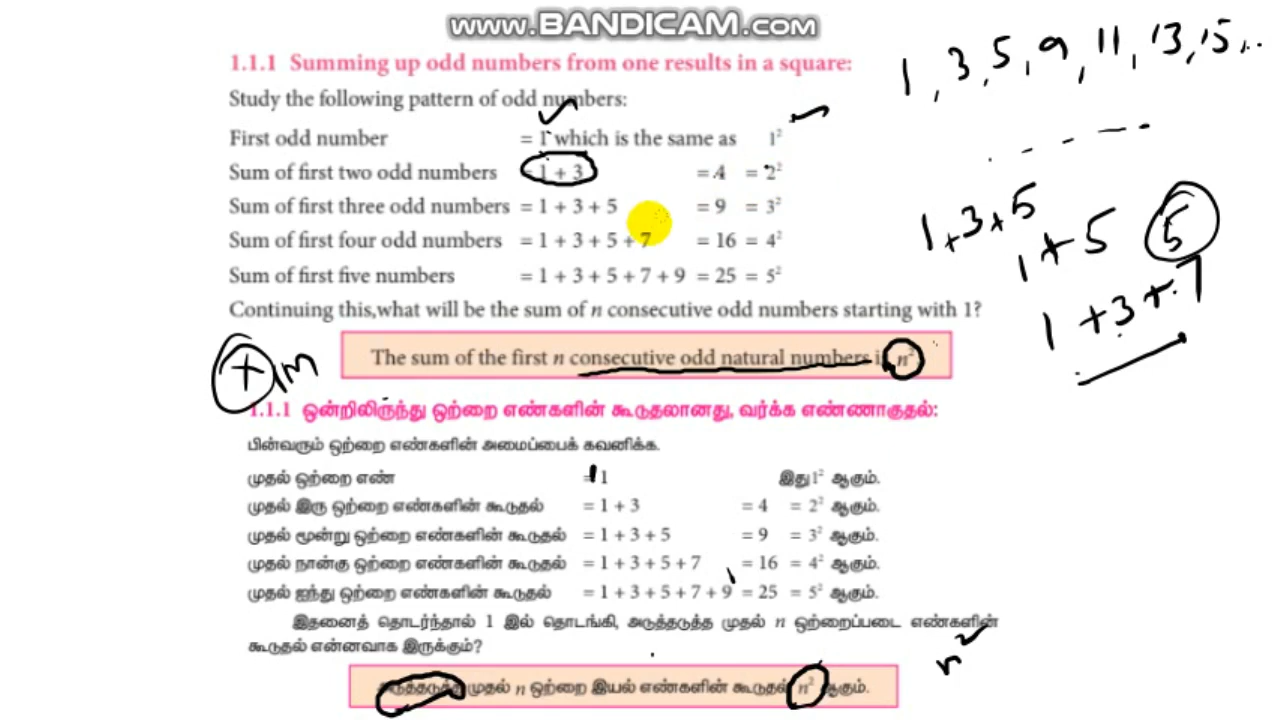 WWW.BANDICAM.COM
1.1.1 Summing up odd numbers from one results in a square:
Study the following pattern of odd numbers:
First odd number = 1 which is the same as 1²
Sum of first two odd numbers = 1 + 3 = 4 = 2²
Sum of first three odd numbers = 1 + 3 + 5 = 9 = 3²
Sum of first four odd numbers = 1 + 3 + 5 + 7 = 16 = 4²
Sum of first five numbers = 1 + 3 + 5 + 7 + 9 = 25 = 5²
Continuing this,what will be the sum of n consecutive odd numbers starting with 1?
The sum of the first n consecutive odd natural numbers is n²
1.1.1 ஒன்றிலிருந்து ஒற்றை எண்களின் கூடுதலானது, வர்க்க எண்ணாகுதல்:
பின்வரும் ஒற்றை எண்களின் அமைப்பைக் கவனிக்க.
முதல் ஒற்றை எண் = 1 இது 1² ஆகும்.
முதல் இரு ஒற்றை எண்களின் கூடுதல் = 1 + 3 = 4 = 2² ஆகும்.
முதல் மூன்று ஒற்றை எண்களின் கூடுதல் = 1 + 3 + 5 = 9 = 3² ஆகும்.
முதல் நான்கு ஒற்றை எண்களின் கூடுதல் = 1 + 3 + 5 + 7 = 16 = 4² ஆகும்.
முதல் ஐந்து ஒற்றை எண்களின் கூடுதல் = 1 + 3 + 5 + 7 + 9 = 25 = 5² ஆகும்.
இதனைத் தொடர்ந்தால் 1 இல் தொடங்கி, அடுத்தடுத்த முதல் n ஒற்றைப்படை எண்களின்
கூடுதல் என்னவாக இருக்கும்?
அடுத்தடுத்த முதல் n ஒற்றை இயல் எண்களின் கூடுதல் n² ஆகும்.
1, 3, 5, 9, 11, 13, 15, ..
1+3+5
1+5 5
1+3+7
n²